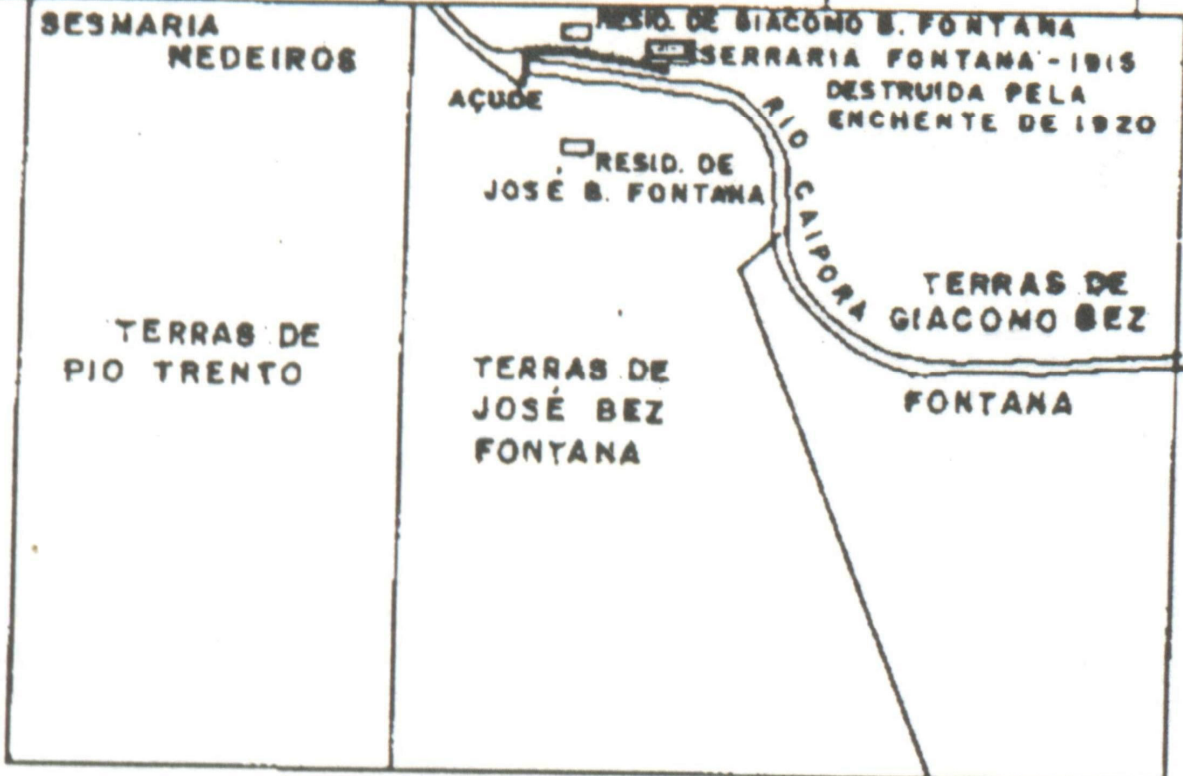 SESMARIA
MEDEIROS
RESID. DE GIACOMO B. FONTANA
SERRARIA FONTANA - 1915
DESTRUIDA PELA
ENCHENTE DE 1920
AÇUDE
RESID. DE
JOSÉ B. FONTANA
RIO CAIPORA
TERRAS DE
GIACOMO BEZ
FONTANA
TERRAS DE
PIO TRENTO
TERRAS DE
JOSÉ BEZ
FONTANA